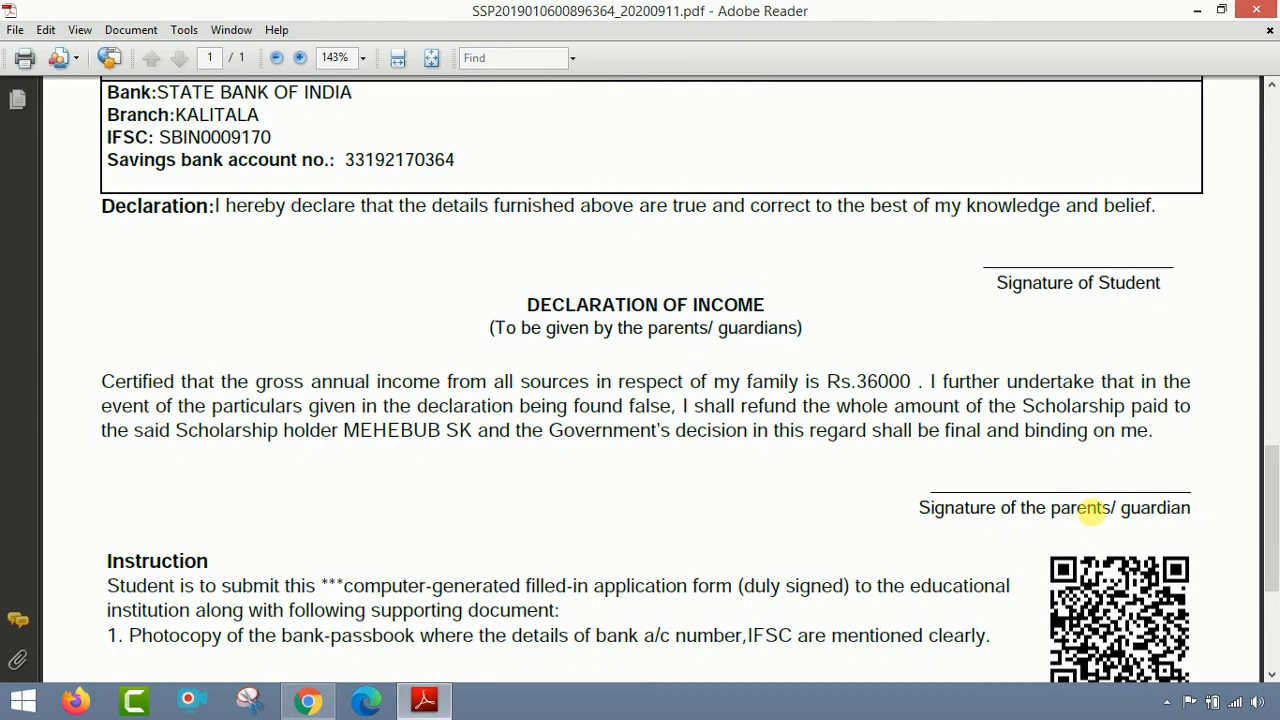 SSP2019010600896364_20200911.pdf - Adobe Reader
File Edit View Document Tools Window Help
1 / 1 143% Find
Bank:STATE BANK OF INDIA
Branch:KALITALA
IFSC: SBIN0009170
Savings bank account no.: 33192170364
Declaration:I hereby declare that the details furnished above are true and correct to the best of my knowledge and belief.
Signature of Student
DECLARATION OF INCOME
(To be given by the parents/ guardians)
Certified that the gross annual income from all sources in respect of my family is Rs.36000 . I further undertake that in the
event of the particulars given in the declaration being found false, I shall refund the whole amount of the Scholarship paid to
the said Scholarship holder MEHEBUB SK and the Government's decision in this regard shall be final and binding on me.
Signature of the parents/ guardian
Instruction
Student is to submit this ***computer-generated filled-in application form (duly signed) to the educational
institution along with following supporting document:
1. Photocopy of the bank-passbook where the details of bank a/c number,IFSC are mentioned clearly.